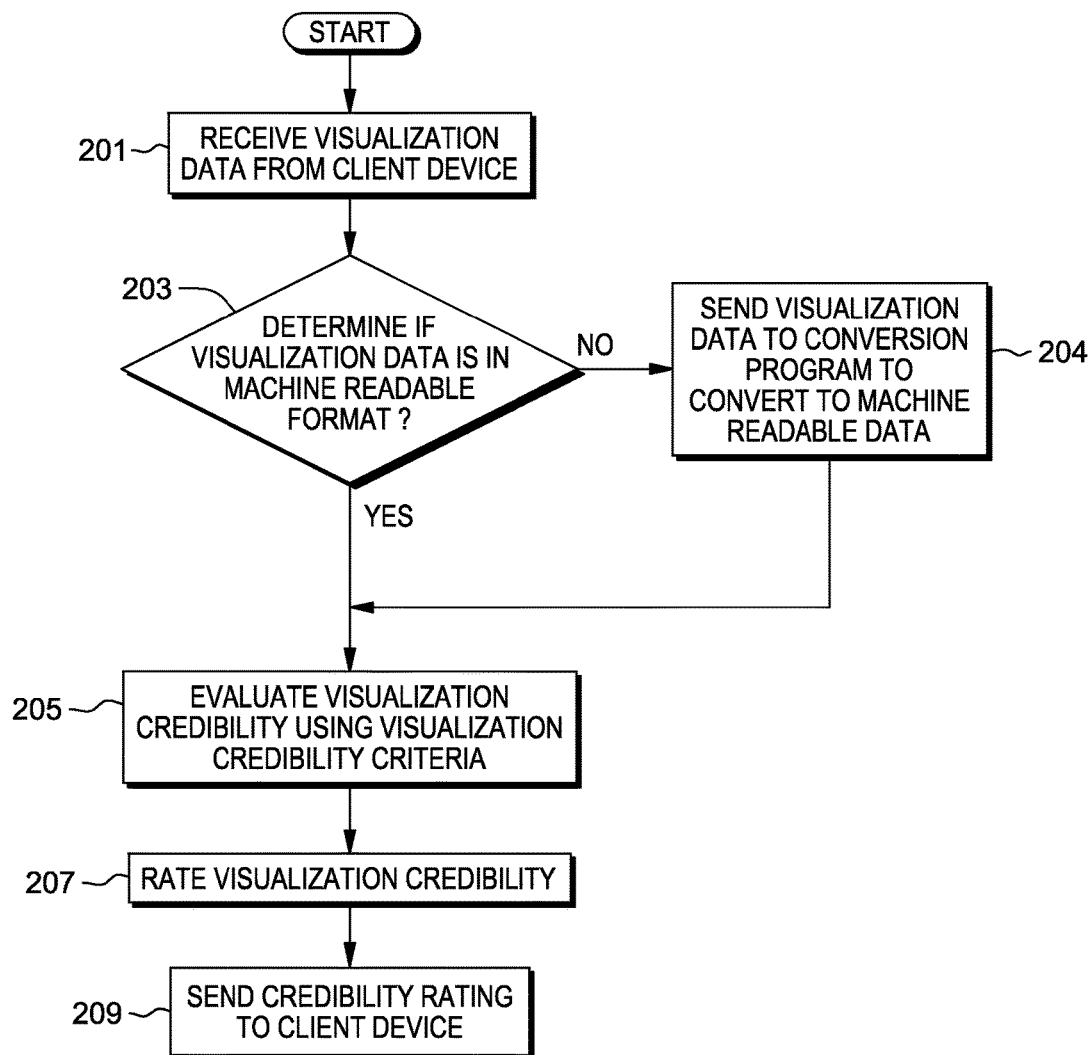 START
201
RECEIVE VISUALIZATION
DATA FROM CLIENT DEVICE
203
DETERMINE IF
VISUALIZATION DATA IS IN
MACHINE READABLE
FORMAT ?
NO
SEND VISUALIZATION
DATA TO CONVERSION
PROGRAM TO
CONVERT TO MACHINE
READABLE DATA
204
YES
205
EVALUATE VISUALIZATION
CREDIBILITY USING VISUALIZATION
CREDIBILITY CRITERIA
207
RATE VISUALIZATION CREDIBILITY
209
SEND CREDIBILITY RATING
TO CLIENT DEVICE